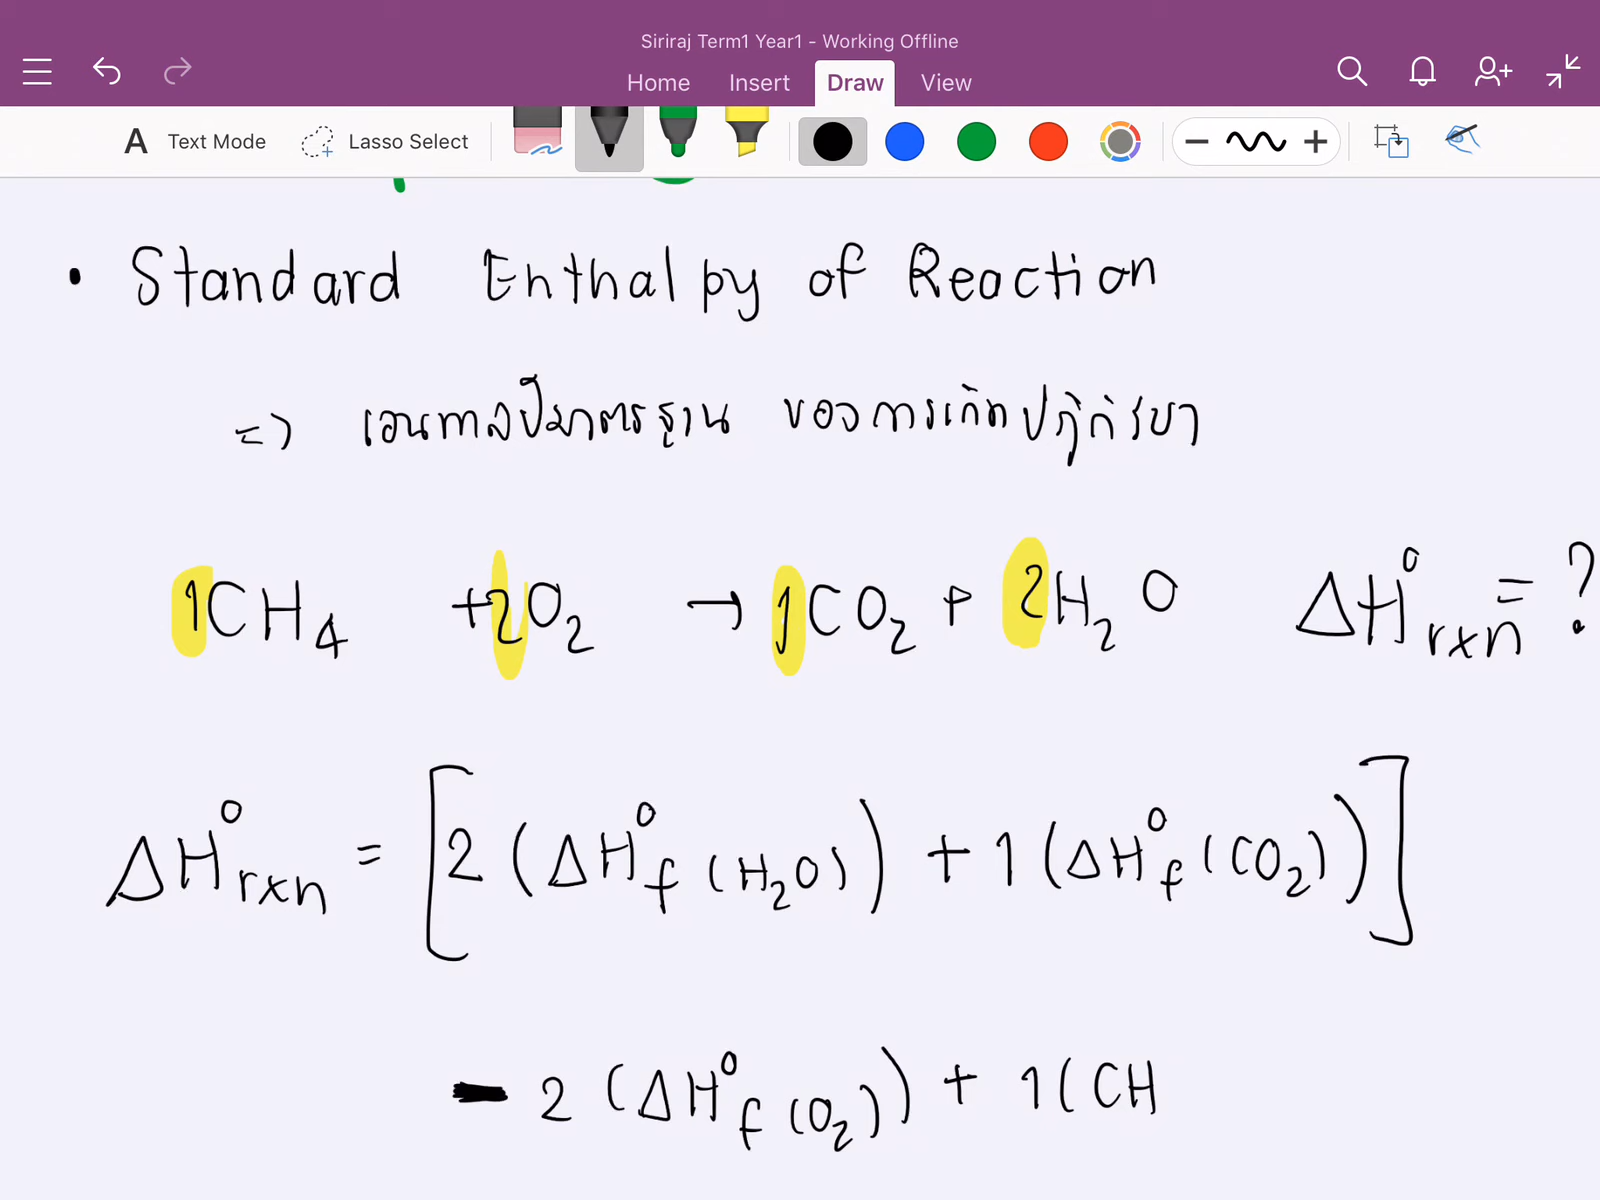 Siriraj Term1 Year1 - Working Offline
Home Insert Draw View
A Text Mode Lasso Select
• Standard Enthalpy of Reaction
=> เอนทาลปีมาตรฐาน ของการเกิดปฏิกิริยา
1CH₄ + 2O₂ → 1CO₂ + 2H₂O ΔH°rxn = ?
ΔH°rxn = [2 (ΔH°f (H₂O)) + 1 (ΔH°f (CO₂))]
- 2 (ΔH°f (O₂)) + 1 (CH